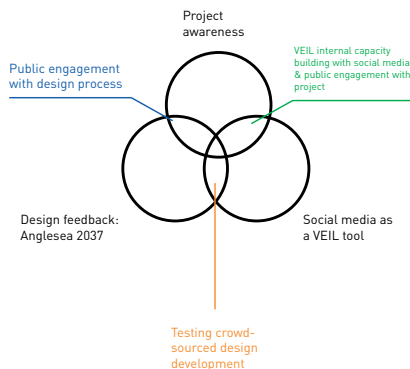 Project
awareness
Public engagement
with design process
VEIL internal capacity
building with social media
& public engagement with
project
Design feedback:
Anglesea 2037
Social media as
a VEIL tool
Testing crowd-
sourced design
development